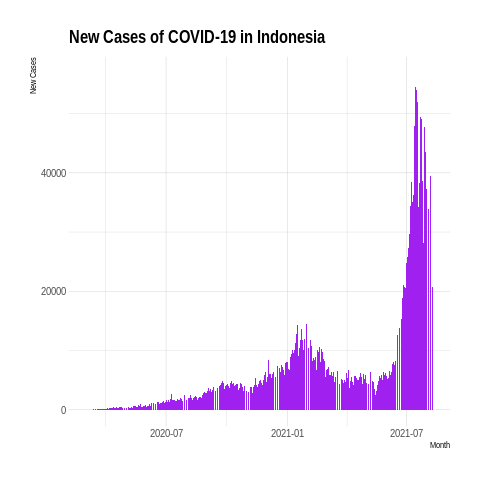 New Cases of COVID-19 in Indonesia
New Cases
40000
20000
0
2020-07
2021-01
2021-07
Month